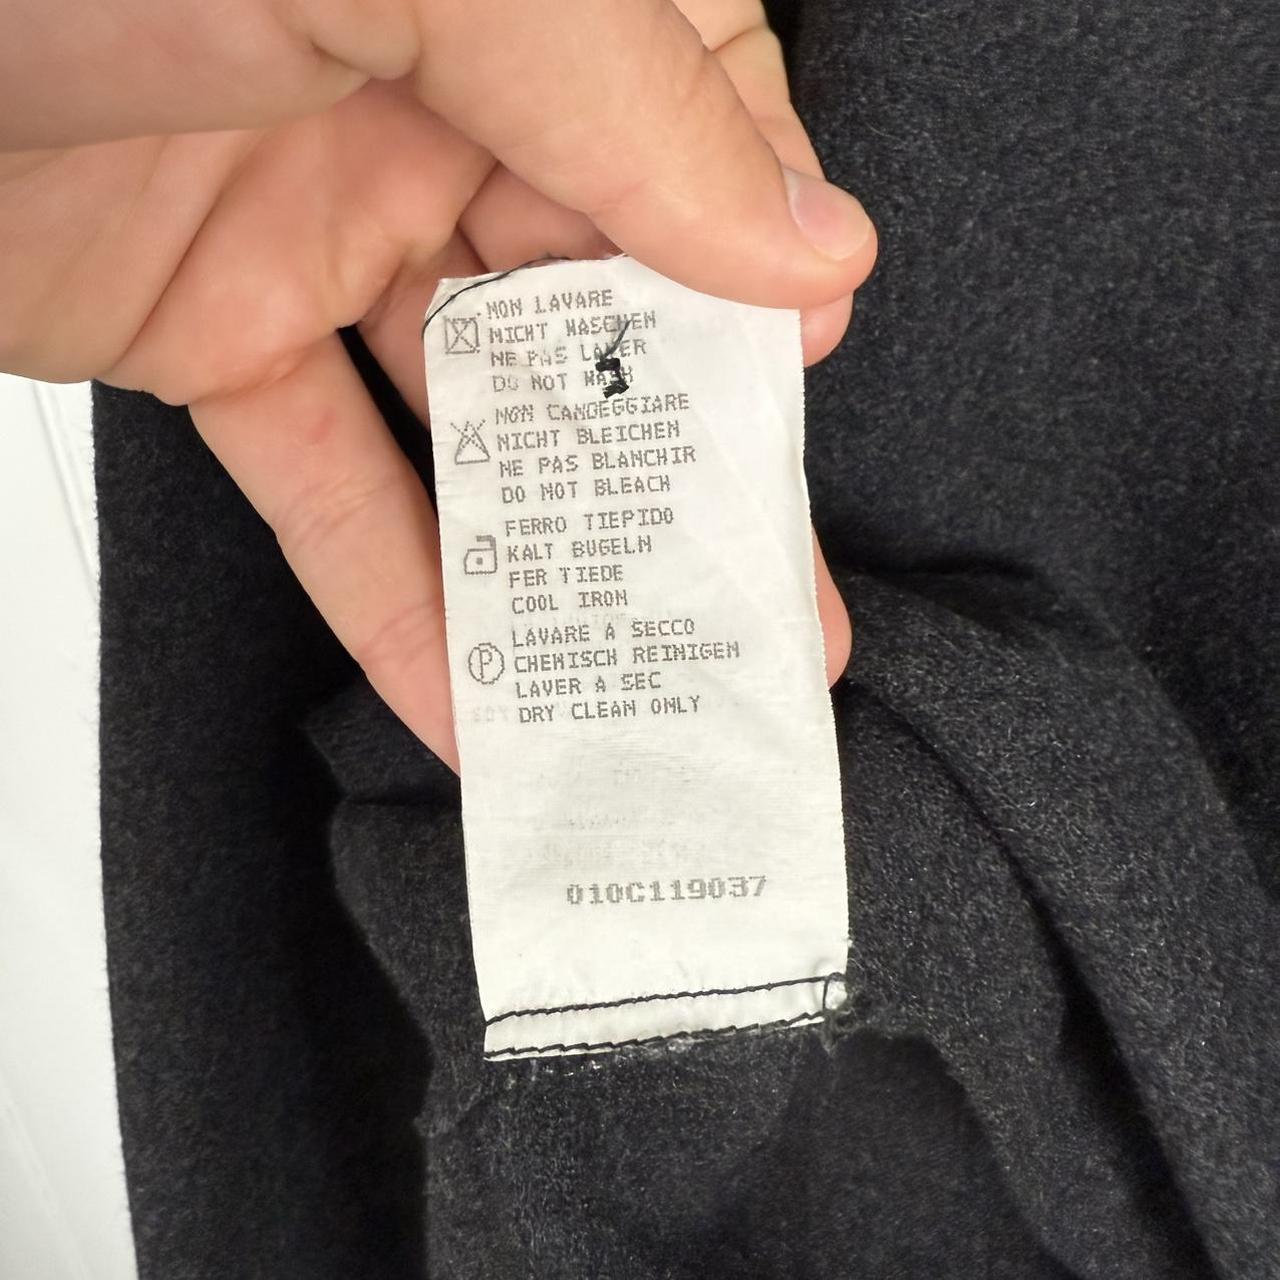 NON LAVARE
NICHT WASCHEN
NE PAS LAVER
DO NOT WASH
NON CANDEGGIARE
NICHT BLEICHEN
NE PAS BLANCHIR
DO NOT BLEACH
FERRO TIEPIDO
KALT BUGELN
FER TIEDE
COOL IRON
P
LAVARE A SECCO
CHEMISCH REINIGEN
LAVER A SEC
DRY CLEAN ONLY
010C119037